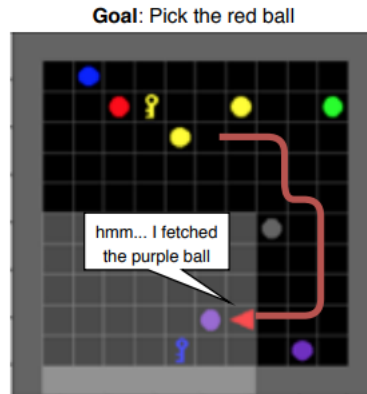 Goal: Pick the red ball
hmm... I fetched
the purple ball